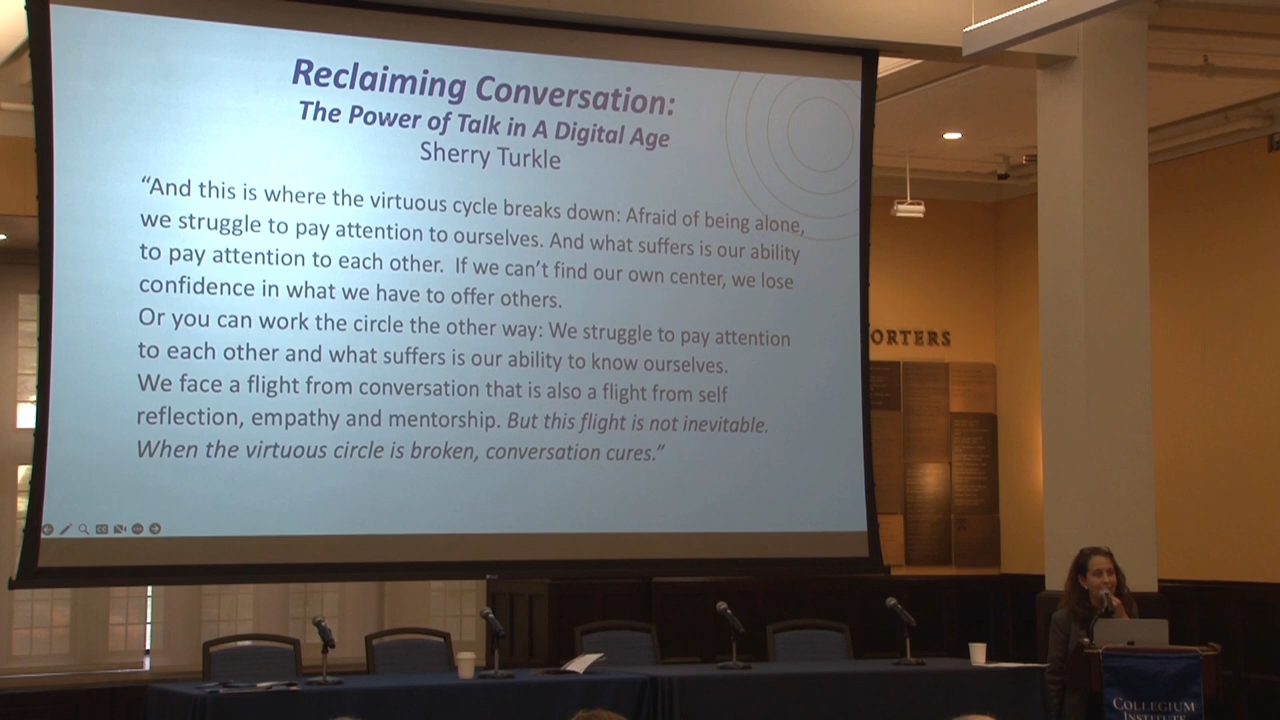 Reclaiming Conversation:
The Power of Talk in A Digital Age
Sherry Turkle
“And this is where the virtuous cycle breaks down: Afraid of being alone,
we struggle to pay attention to ourselves. And what suffers is our ability
to pay attention to each other.  If we can’t find our own center, we lose
confidence in what we have to offer others.
Or you can work the circle the other way: We struggle to pay attention
to each other and what suffers is our ability to know ourselves.
We face a flight from conversation that is also a flight from self
reflection, empathy and mentorship. But this flight is not inevitable.
When the virtuous circle is broken, conversation cures.”
ORTERS
COLLEGIUM
INSTITUTE